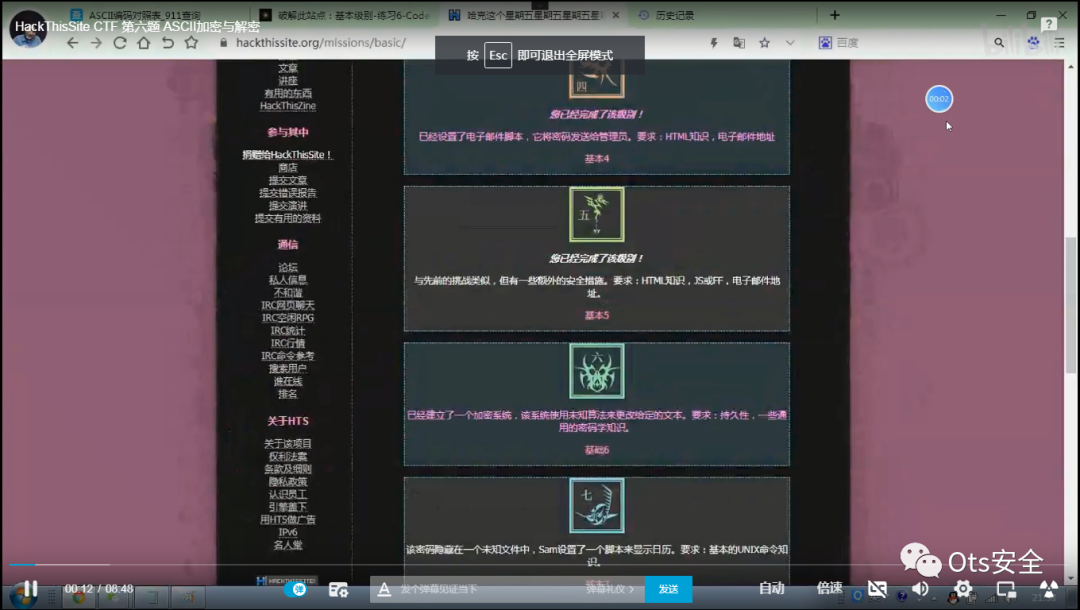 ASCII编码对照表_911查询
破解此站点：基本级别-练习6-Code
哈克这个星期五星期五星期五星
历史记录
HackThisSite CTF 第六题 ASCII加密与解密
hackthissite.org/missions/basic/
百度
按 Esc 即可退出全屏模式
00:02
文章
讲座
有用的东西
HackThisZine
参与其中
捐赠给HackThisSite！
商店
提交文章
提交错误报告
提交演讲
提交有用的资料
通信
论坛
私人信息
不和谐
IRC网页聊天
IRC空闲RPG
IRC统计
IRC行情
IRC命令参考
搜索用户
谁在线
排名
关于HTS
关于该项目
权利法案
条款及细则
隐私政策
认识员工
引擎盖下
用HTS做广告
IPv6
名人堂
HACKTHISSITE!
四
您已经完成了该级别！
已经设置了电子邮件脚本，它将密码发送给管理员。要求：HTML知识，电子邮件地址
基本4
五
您已经完成了该级别！
与先前的挑战类似，但有一些额外的安全措施。要求：HTML知识，JS或FF，电子邮件地
址。
基本5
六
已经建立了一个加密系统，该系统使用未知算法来更改给定的文本。要求：持久性，一些通
用的密码学知识。
基础6
七
该密码隐藏在一个未知文件中，Sam设置了一个脚本来显示日历。要求：基本的UNIX命令知
识。
Ots安全
00:12 / 08:48
弹
发个弹幕见证当下
弹幕礼仪 >
发送
自动
倍速